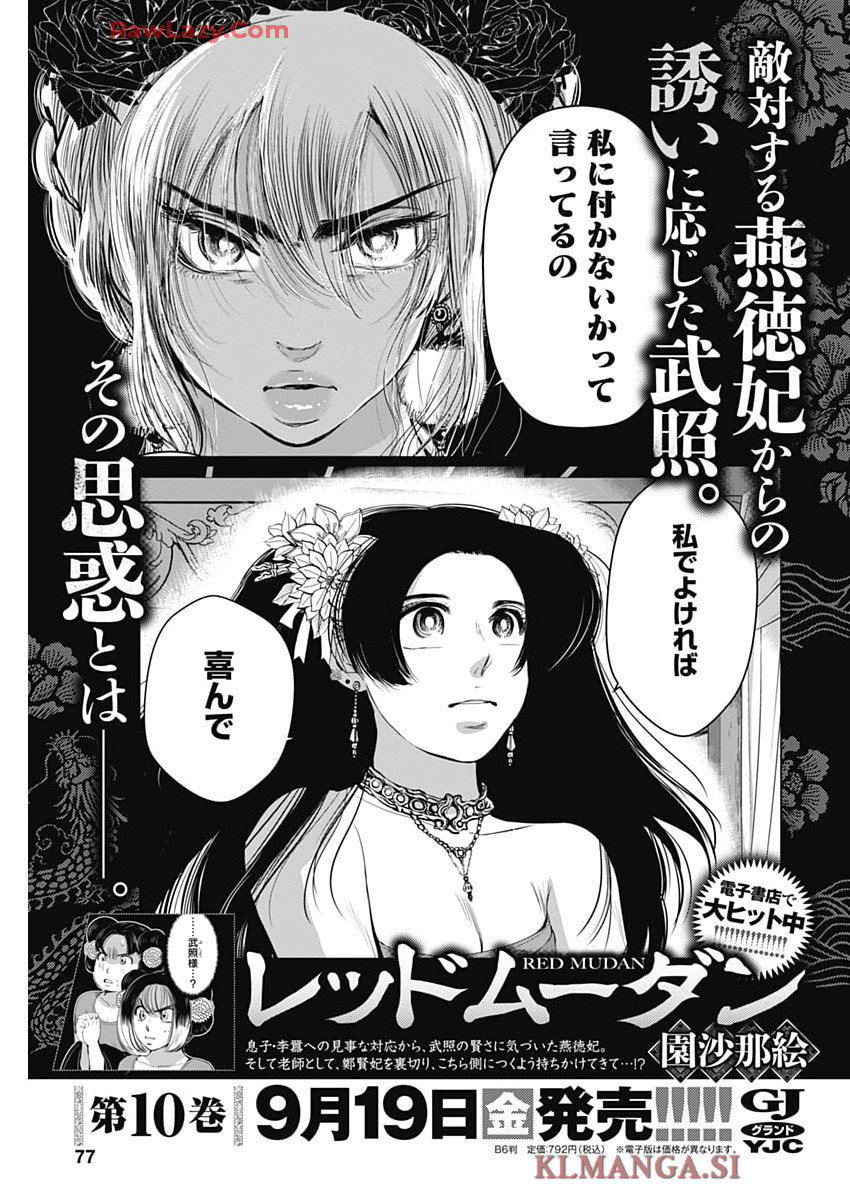 RawLazy.Com
敵対する燕徳妃からの
誘いに応じた武照。
私に付かないかって
言ってるの
その思惑とは――。
私でよければ
喜んで
電子書店で
大ヒット中
!!!!!!!!!!
……武照様…?
RED MUDAN
レッドムーダン
息子・李囂への見事な対応から、武照の賢さに気づいた燕徳妃。
そして老師として、鄭賢妃を裏切り、こちら側につくよう持ちかけてきて…!?
園沙那絵
第10巻
9月19日金発売!!!!!
GJ
グランド
YJC
B6判 定価:792円(税込) ※電子版は価格が異なります。
77
KLMANGA.SI